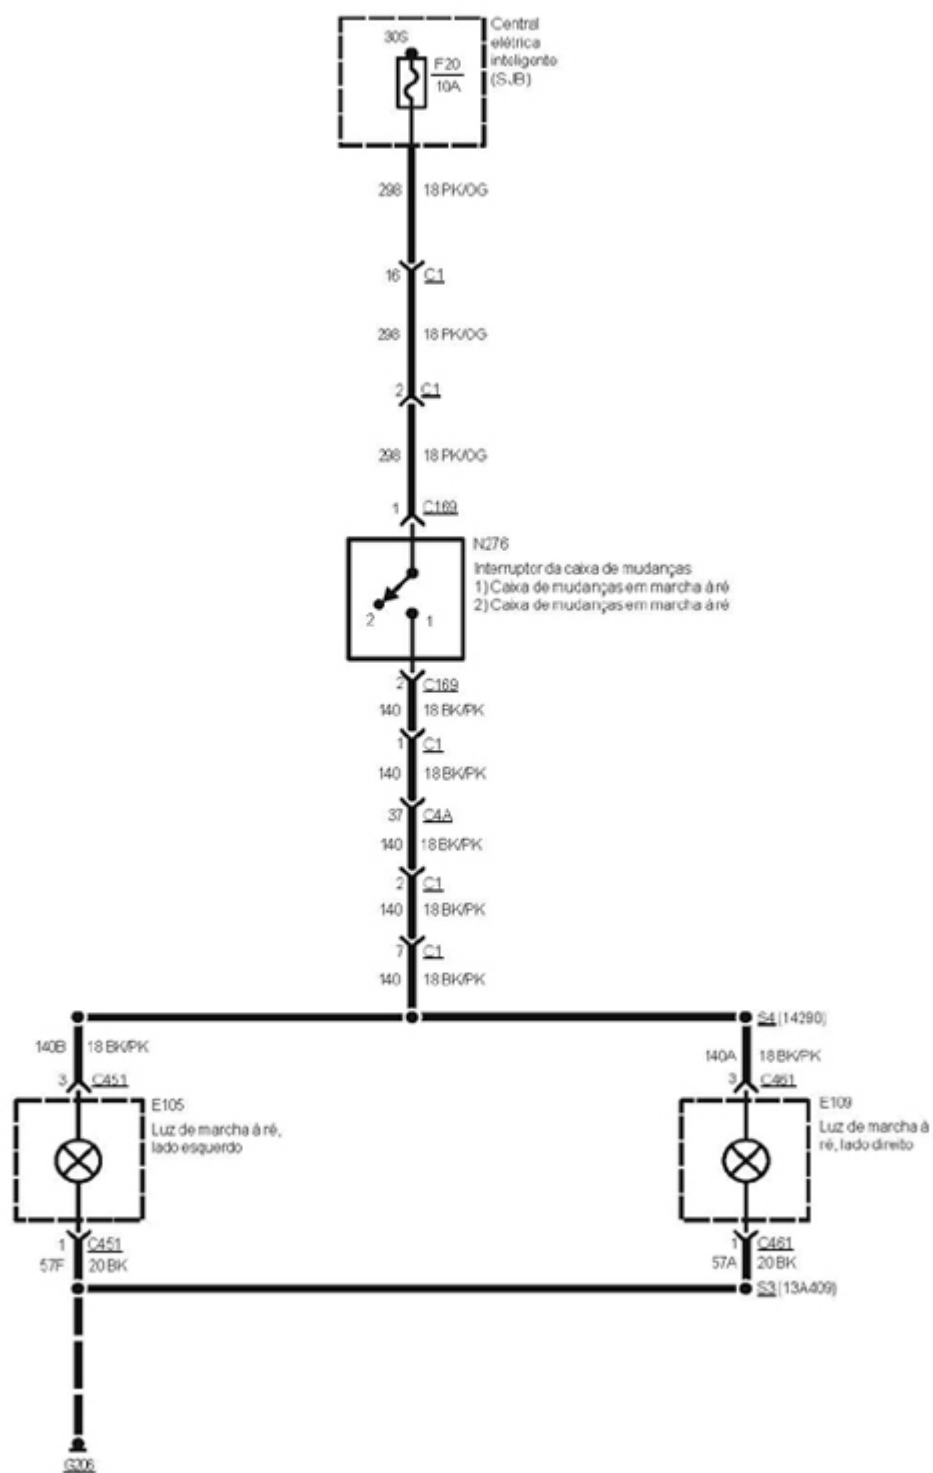 Central
elétrica
inteligente
(SJB)
30S
F20
10A
298 18 PK/OG
16 C1
298 18 PK/OG
2 C1
298 18 PK/OG
1 C169
N276
Interruptor da caixa de mudanças
1) Caixa de mudanças em marcha à ré
2) Caixa de mudanças em marcha à ré
2 1
2 C169
140 18 BK/PK
1 C1
140 18 BK/PK
37 C4A
140 18 BK/PK
2 C1
140 18 BK/PK
7 C1
140 18 BK/PK
S4 (14290)
140B 18 BK/PK
140A 18 BK/PK
3 C451
3 C461
E105
Luz de marcha à ré,
lado esquerdo
E109
Luz de marcha à
ré, lado direito
1 C451
57F 20 BK
1 C461
57A 20 BK
S3 (13A409)
G206